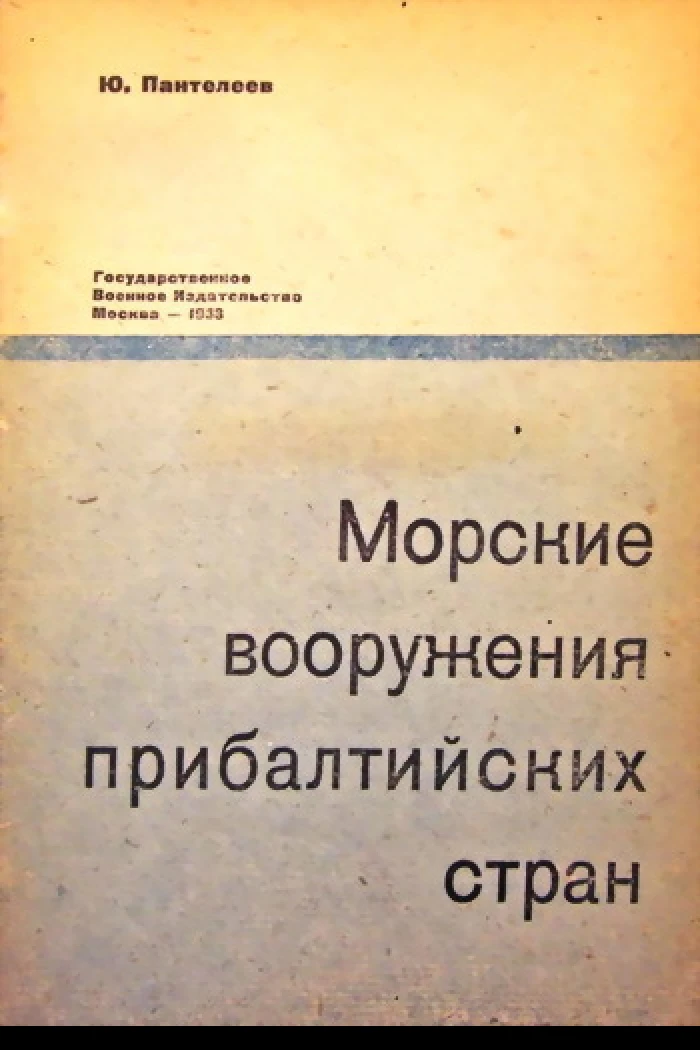 Ю. Пантелеев
Государственное
Военное Издательство
Москва — 1933
Морские
вооружения
прибалтийских
стран